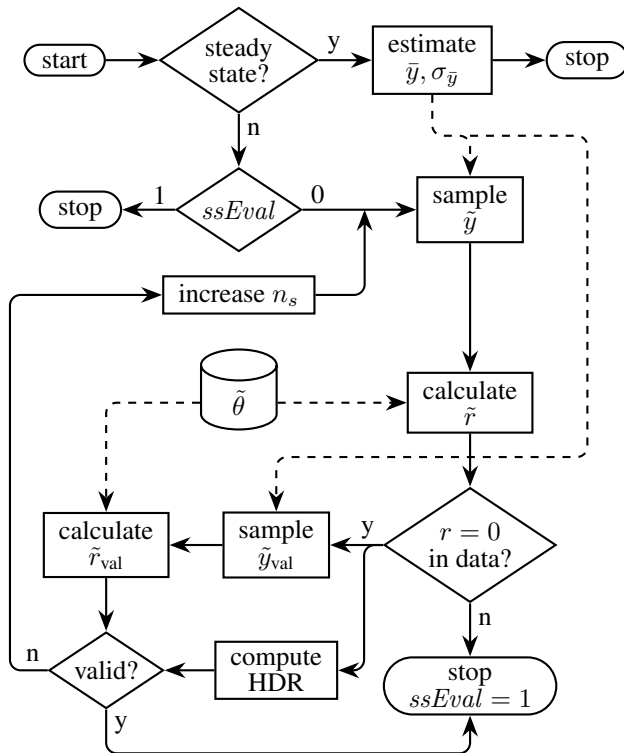 start
steady
state?
y
estimate
ȳ, σ_ȳ
stop
n
stop
1
ssEval
0
sample
ỹ
increase n_s
θ̃
calculate
r̃
calculate
r̃_val
sample
ỹ_val
y
r = 0
in data?
n
n
valid?
y
compute
HDR
stop
ssEval = 1